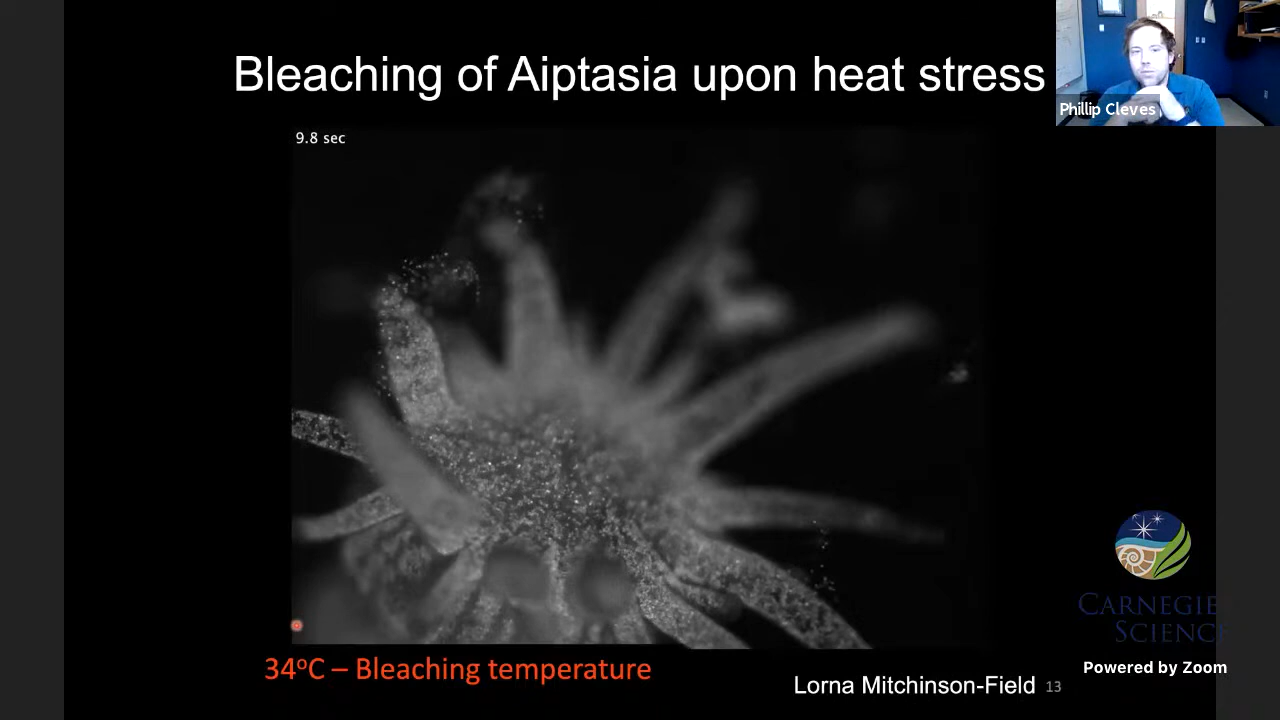 Bleaching of Aiptasia upon heat stress
Phillip Cleves
9.8 sec
34°C – Bleaching temperature
Lorna Mitchinson-Field 13
CARNEGIE
SCIENCE
Powered by Zoom